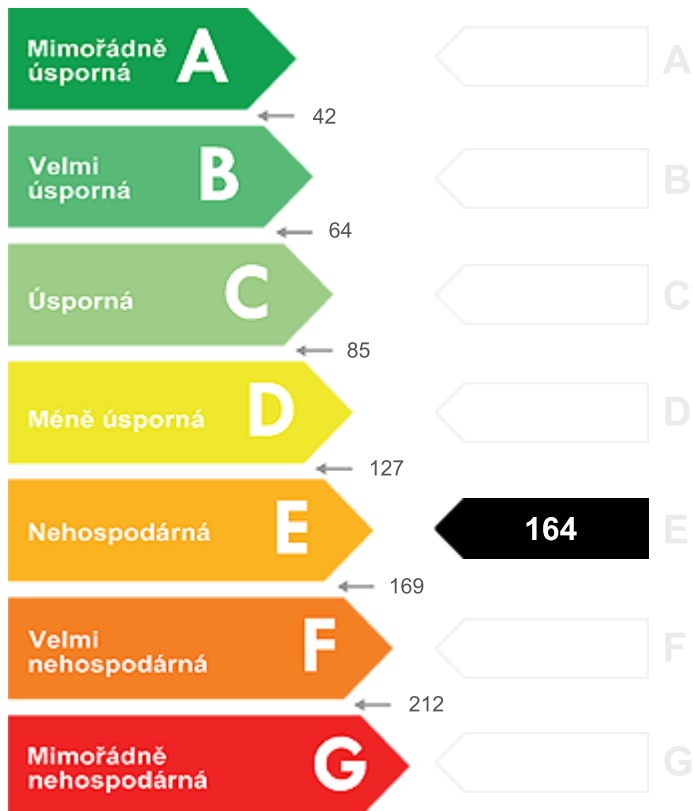 Mimořádně
úsporná
A
A
42
Velmi
úsporná
B
B
64
Úsporná
C
C
85
Méně úsporná
D
D
127
Nehospodárná
E
164
E
169
Velmi
nehospodárná
F
F
212
Mimořádně
nehospodárná
G
G